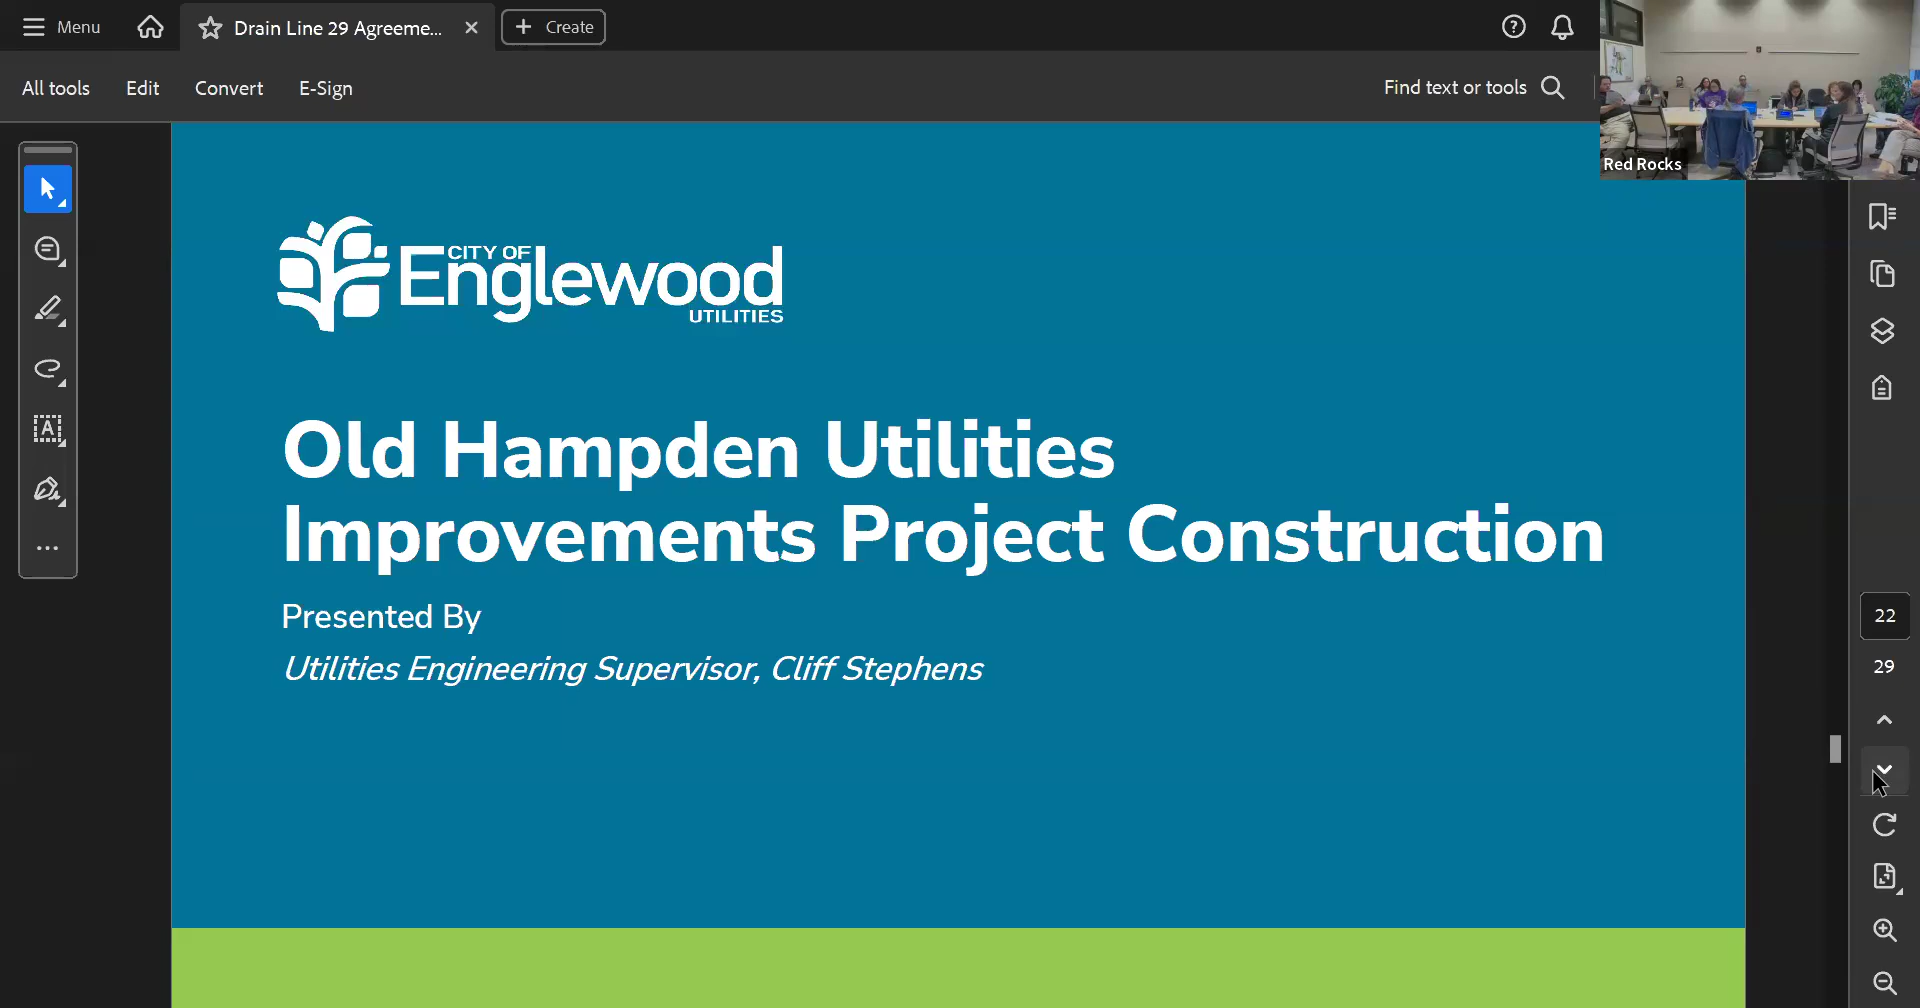 Menu
Drain Line 29 Agreeme...
Create
All tools
Edit
Convert
E-Sign
Find text or tools
Red Rocks
CITY OF
Englewood
UTILITIES
Old Hampden Utilities
Improvements Project Construction
Presented By
Utilities Engineering Supervisor, Cliff Stephens
22
29